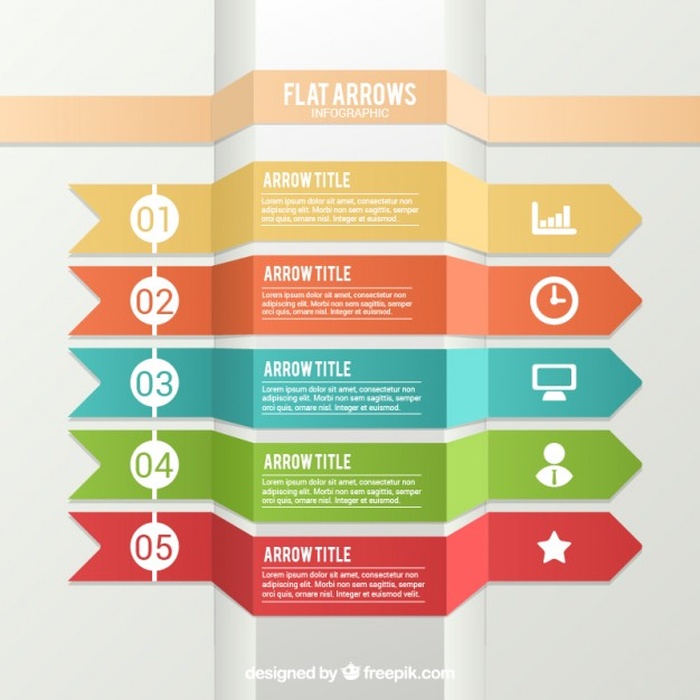 FLAT ARROWS
INFOGRAPHIC
01
ARROW TITLE
Lorem ipsum dolor sit amet, consectetur
adipiscing elit. Morbi non sem sagittis, semper
orci quis, ornare nisl. Integer et euismod.
02
ARROW TITLE
Lorem ipsum dolor sit amet, consectetur
adipiscing elit. Morbi non sem sagittis, semper
orci quis, ornare nisl. Integer et euismod.
03
ARROW TITLE
Lorem ipsum dolor sit amet, consectetur non
adipiscing elit. Morbi non sem sagittis, semper
orci quis, ornare nisl. Integer et euismod.
04
ARROW TITLE
Lorem ipsum dolor sit amet, consectetur non
adipiscing elit. Morbi non sem sagittis, semper
orci quis, ornare nisl. Integer et euismod.
05
ARROW TITLE
Lorem ipsum dolor sit amet, consectetur non
adipiscing elit. Morbi non sem sagittis, semper
orci quis, ornare nisl. Integer euismod velit.
designed by freepik.com